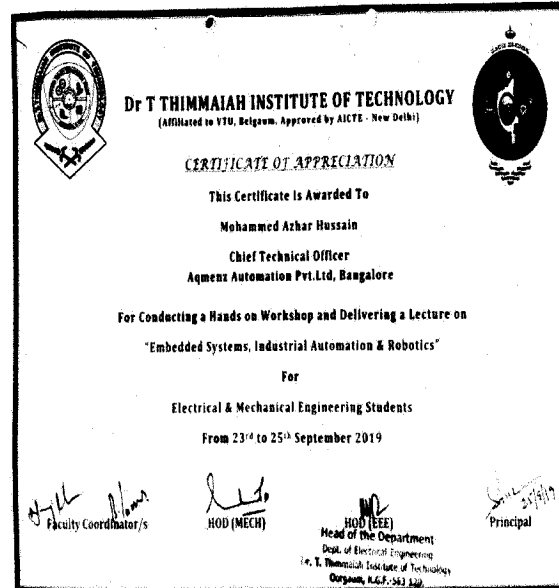 Dr T THIMMAIAH INSTITUTE OF TECHNOLOGY
(Affiliated to VTU, Belgaum, Approved by AICTE - New Delhi)
CERTIFICATE OF APPRECIATION
This Certificate Is Awarded To
Mohammed Azhar Hussain
Chief Technical Officer
Aqmenz Automation Pvt.Ltd, Bangalore
For Conducting a Hands on Workshop and Delivering a Lecture on
"Embedded Systems, Industrial Automation & Robotics"
For
Electrical & Mechanical Engineering Students
From 23rd to 25th September 2019
Faculty Coordinator/s HOD (MECH) HOD (EEE) Principal
Head of the Department
Dept. of Electrical Engineering
T. Thimmaiah Institute of Technology
Oorgaum, K.G.F.-563 120